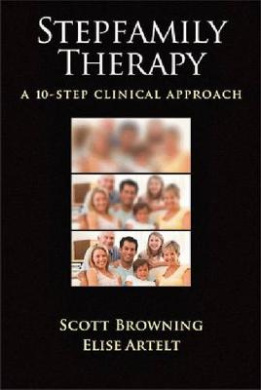 STEPFAMILY
THERAPY
A 10-STEP CLINICAL APPROACH
SCOTT BROWNING
ELISE ARTELT